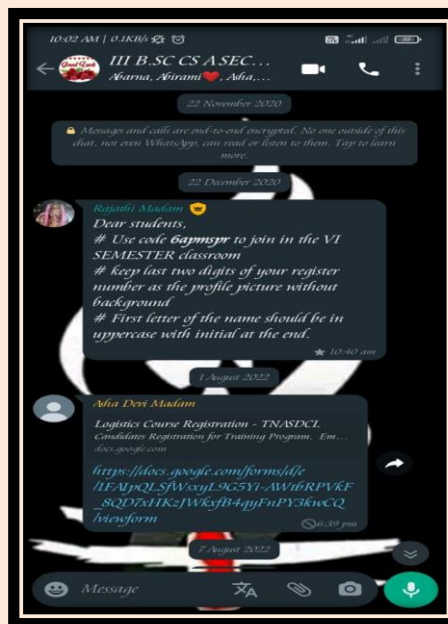 10:02 AM | 0.1KB/s
III B.SC CS A SEC...
Abarna, Abirami❤️, Asha,...
22 November 2020
Messages and calls are end-to-end encrypted. No one outside of this
chat, not even WhatsApp, can read or listen to them. Tap to learn
more.
22 December 2020
Rajathi Madam
Dear students,
# Use code 6apmspr to join in the VI
SEMESTER classroom
# keep last two digits of your register
number as the profile picture without
background
# First letter of the name should be in
uppercase with initial at the end.
10:40 am
1 August 2022
Asha Devi Madam
Logistics Course Registration - TNASDCL
Candidates Registration for Training Program. Em...
docs.google.com
https://docs.google.com/forms/d/e
6:39 pm
/viewform
7 August 2022
Message